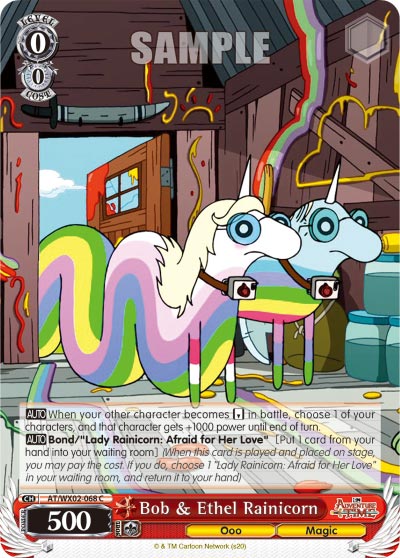 LEVEL
0
0
COST
SAMPLE
AUTO When your other character becomes in battle, choose 1 of your
characters, and that character gets +1000 power until end of turn.
AUTO Bond/"Lady Rainicorn: Afraid for Her Love" [Put 1 card from your
hand into your waiting room] (When this card is played and placed on stage,
you may pay the cost. If you do, choose 1 "Lady Rainicorn: Afraid for Her Love"
in your waiting room, and return it to your hand)
CH AT/WX02-068 C
POWER 500
Bob & Ethel Rainicorn
ADVENTURE TIME
Ooo Magic
© & TM Cartoon Network (s20)